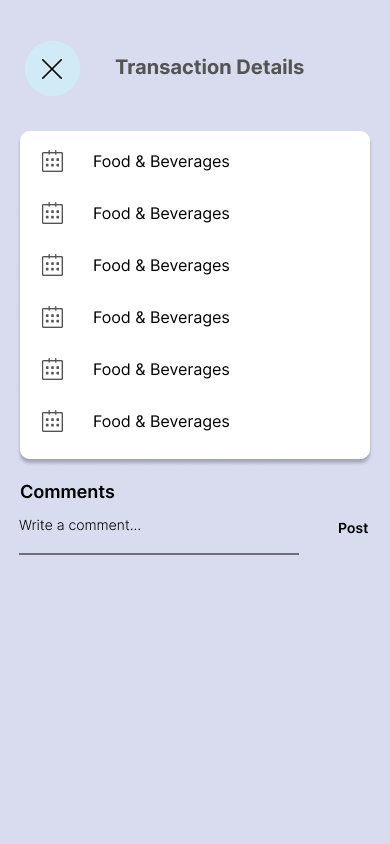 Transaction Details
Food & Beverages
Food & Beverages
Food & Beverages
Food & Beverages
Food & Beverages
Food & Beverages
Comments
Write a comment...
Post